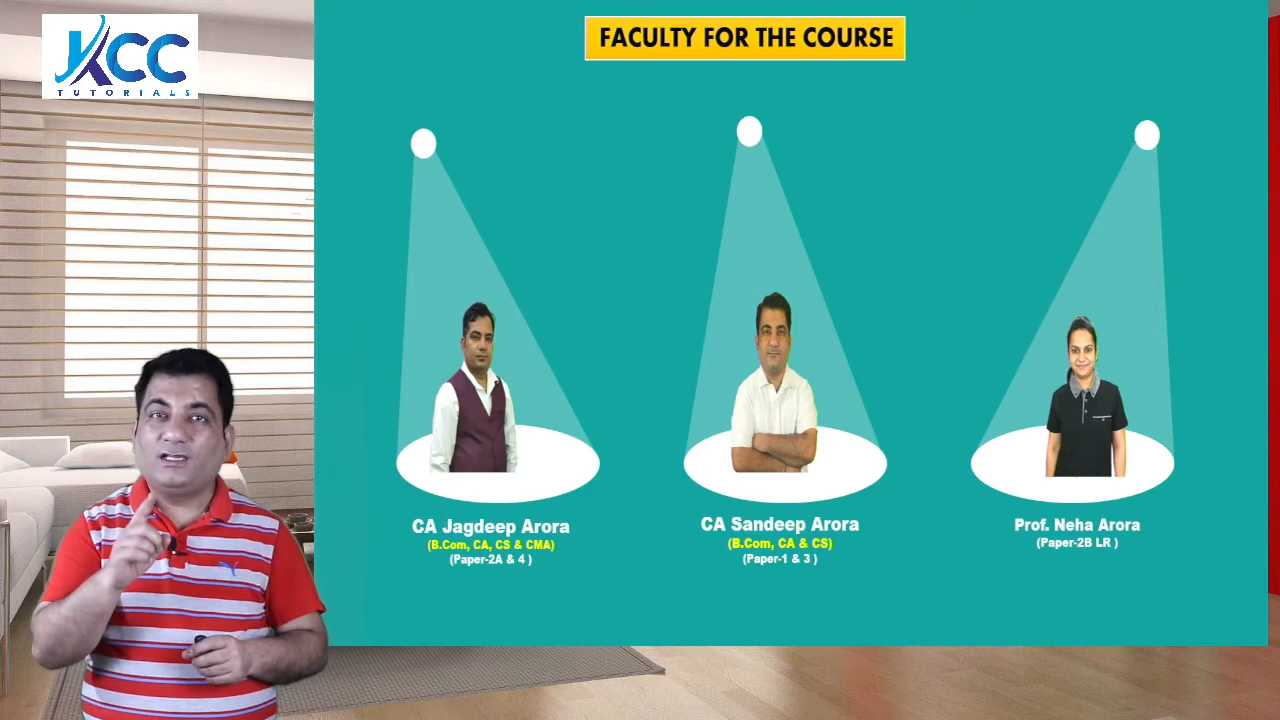 JKCC
TUTORIALS
FACULTY FOR THE COURSE
CA Jagdeep Arora
(B.Com, CA, CS & CMA)
(Paper-2A & 4 )
CA Sandeep Arora
(B.Com, CA & CS)
(Paper-1 & 3 )
Prof. Neha Arora
(Paper-2B LR )